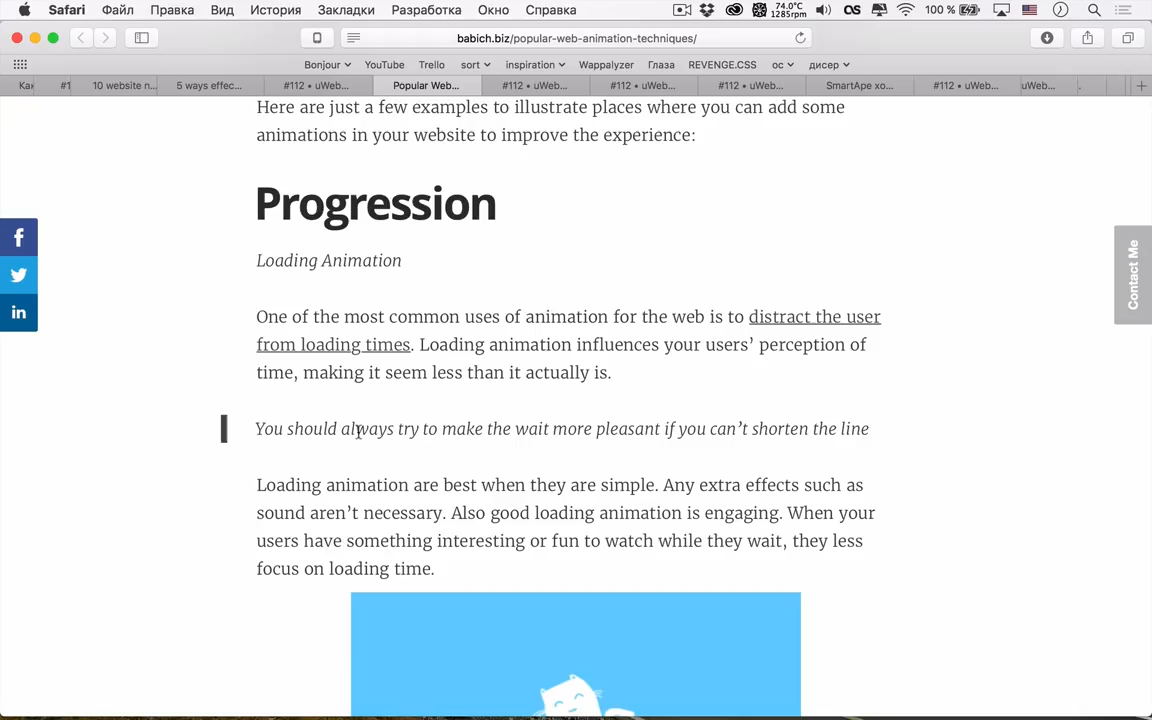 Safari Файл Правка Вид История Закладки Разработка Окно Справка 74.0°C 1285rpm 100 %
babich.biz/popular-web-animation-techniques/
Bonjour YouTube Trello sort inspiration Wappalyzer Глаза REVENGE.CSS ос дисер
Как #1 10 website n... 5 ways effec... #112 • uWeb... Popular Web... #112 • uWeb... #112 • uWeb... #112 • uWeb... SmartApe хо... #112 • uWeb... uWeb...
Here are just a few examples to illustrate places where you can add some
animations in your website to improve the experience:
Progression
Loading Animation
One of the most common uses of animation for the web is to distract the user
from loading times. Loading animation influences your users’ perception of
time, making it seem less than it actually is.
You should always try to make the wait more pleasant if you can’t shorten the line
Loading animation are best when they are simple. Any extra effects such as
sound aren’t necessary. Also good loading animation is engaging. When your
users have something interesting or fun to watch while they wait, they less
focus on loading time.
Contact Me